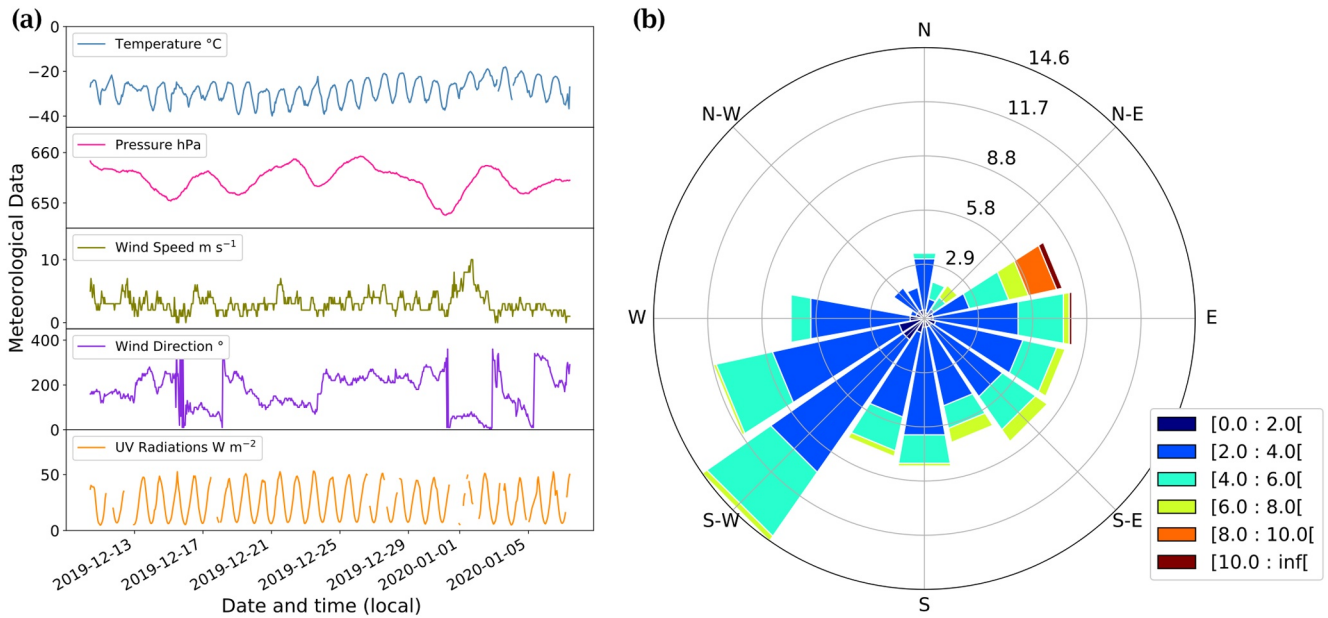 (a)
Meteorological Data
0
−20
−40
Temperature °C
660
650
Pressure hPa
10
0
Wind Speed m s−1
400
200
0
Wind Direction °
50
0
UV Radiations W m−2
2019-12-13
2019-12-17
2019-12-21
2019-12-25
2019-12-29
2020-01-01
2020-01-05
Date and time (local)
(b)
N
N-E
E
S-E
S
S-W
W
N-W
14.6
11.7
8.8
5.8
2.9
[0.0 : 2.0[
[2.0 : 4.0[
[4.0 : 6.0[
[6.0 : 8.0[
[8.0 : 10.0[
[10.0 : inf[